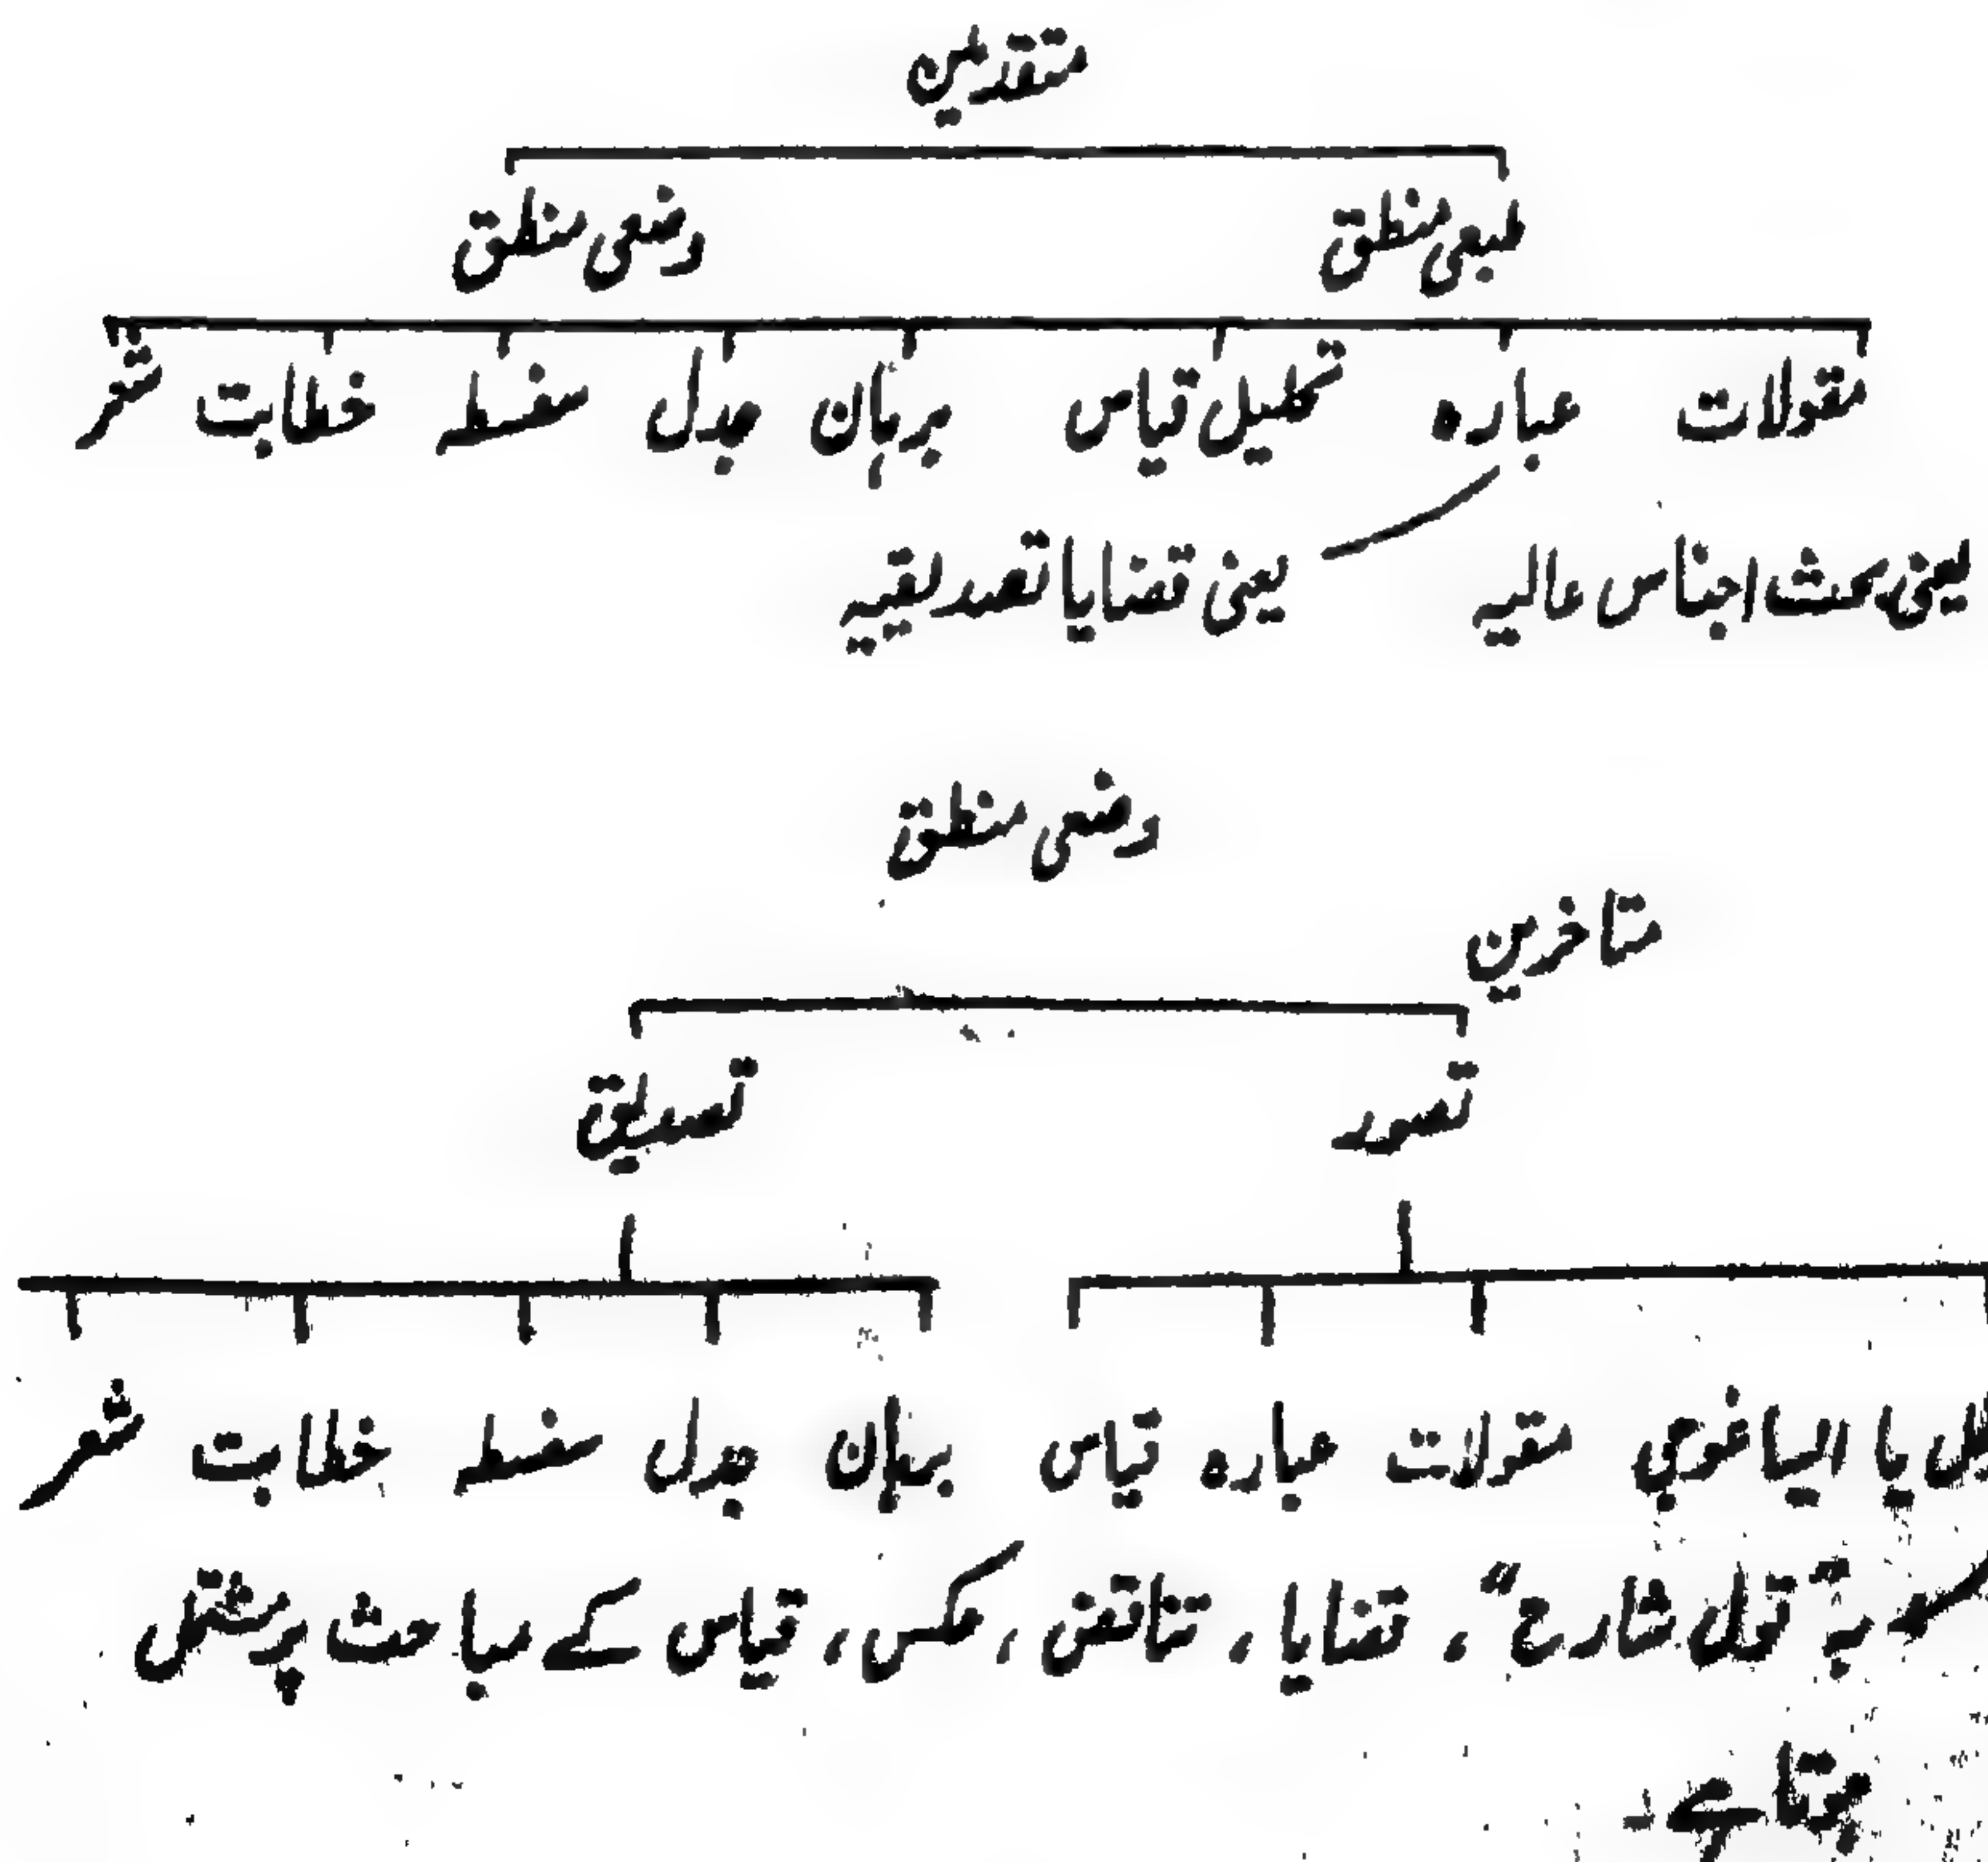 متقدمین
طبعی منطق وضعی منطق
مقولات عبارہ تحلیل قیاس برہان جدل سفسطہ خطابت شعر
یعنی بحث اجناس عالیہ یعنی قضایا تصدیقیہ
وضعی منطق
متاخرین
تصور تصدیق
یا ایساغوجی مقولات عبارہ قیاس برہان جدل سفسطہ خطابت شعر
بہ "قول شارح"، قضایا، تناقض، عکس، قیاس کے مباحث پر مشتمل
ہوتا ہے۔